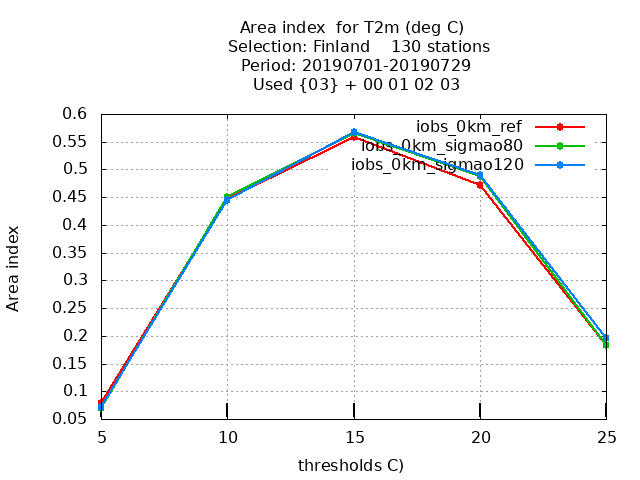 Area index  for T2m (deg C)
Selection: Finland    130 stations
Period: 20190701-20190729
Used {03} + 00 01 02 03
0.6
0.55
0.5
0.45
0.4
0.35
0.3
0.25
0.2
0.15
0.1
0.05
Area index
iobs_0km_ref
iobs_0km_sigmao80
iobs_0km_sigmao120
5
10
15
20
25
thresholds C)